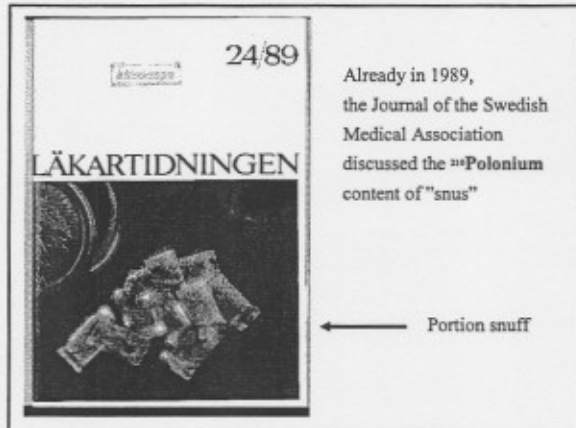 24/89
LÄKARTIDNINGEN
Already in 1989,
the Journal of the Swedish
Medical Association
discussed the ²¹⁰Polonium
content of "snus"
Portion snuff